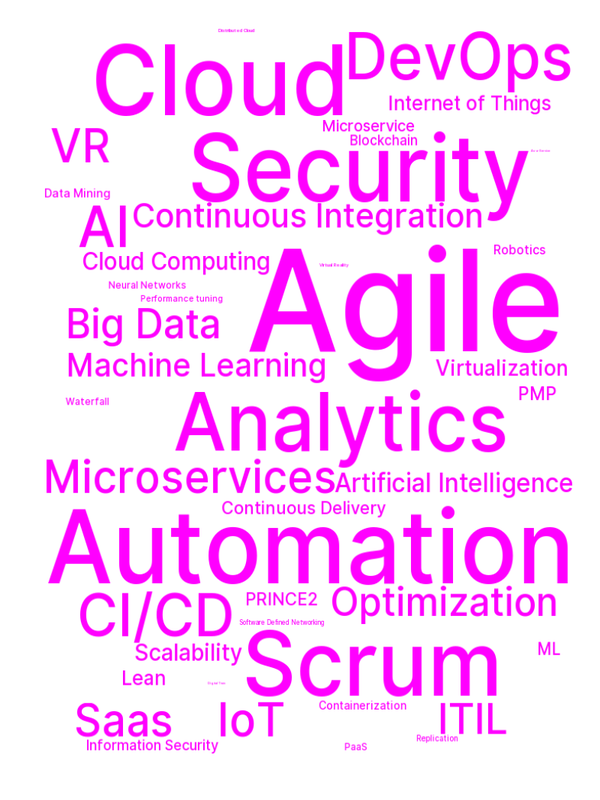 Distributed Cloud
Cloud
DevOps
Internet of Things
Microservice
VR
Security
Blockchain
Data Mining
AI
Continuous Integration
Robotics
Cloud Computing
Virtual Reality
Agile
Neural Networks
Performance tuning
Big Data
Machine Learning
Virtualization
PMP
Waterfall
Analytics
Microservices
Artificial Intelligence
Continuous Delivery
Automation
CI/CD
PRINCE2
Optimization
Software Defined Networking
Scalability
Scrum
ML
Lean
Saas
IoT
Containerization
ITIL
Replication
Information Security
PaaS